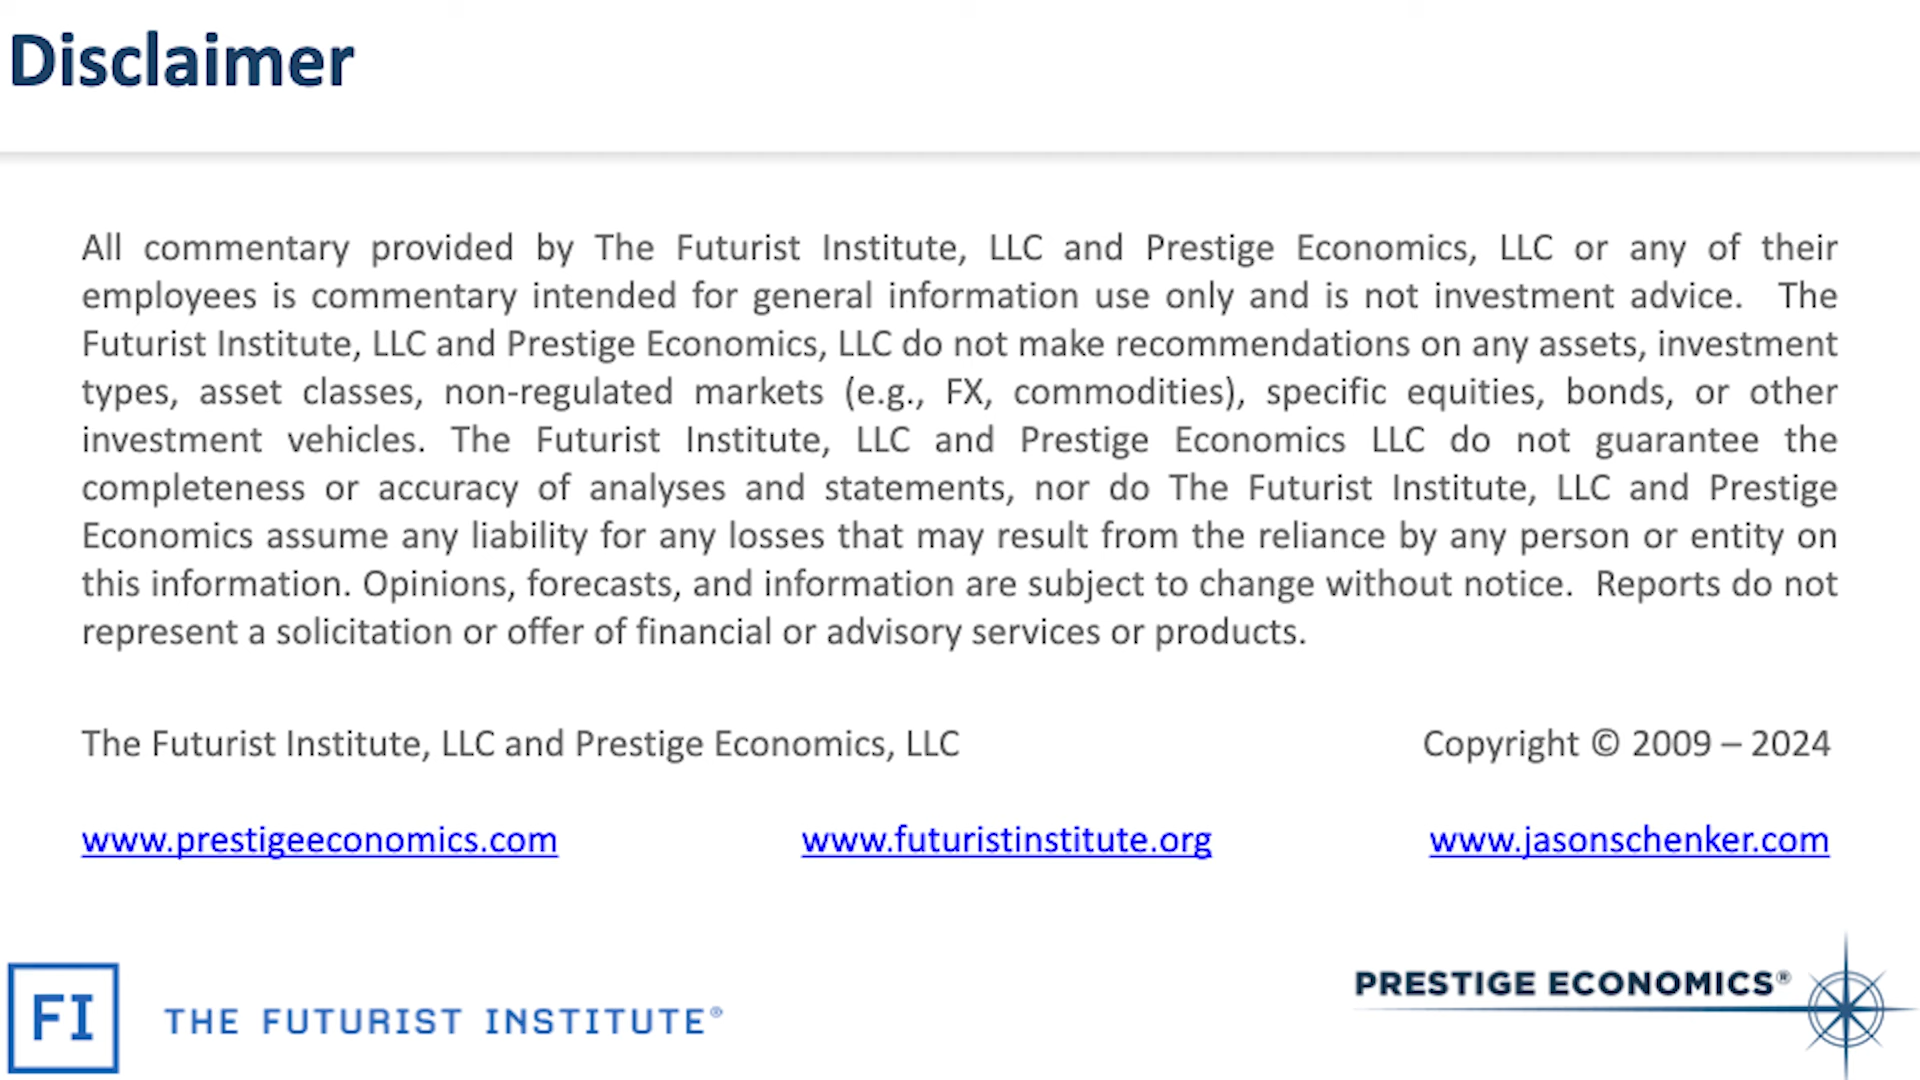 Disclaimer
All commentary provided by The Futurist Institute, LLC and Prestige Economics, LLC or any of their
employees is commentary intended for general information use only and is not investment advice.  The
Futurist Institute, LLC and Prestige Economics, LLC do not make recommendations on any assets, investment
types, asset classes, non-regulated markets (e.g., FX, commodities), specific equities, bonds, or other
investment vehicles. The Futurist Institute, LLC and Prestige Economics LLC do not guarantee the
completeness or accuracy of analyses and statements, nor do The Futurist Institute, LLC and Prestige
Economics assume any liability for any losses that may result from the reliance by any person or entity on
this information. Opinions, forecasts, and information are subject to change without notice.  Reports do not
represent a solicitation or offer of financial or advisory services or products.
The Futurist Institute, LLC and Prestige Economics, LLC Copyright © 2009 – 2024
www.prestigeeconomics.com www.futuristinstitute.org www.jasonschenker.com
FI THE FUTURIST INSTITUTE®
PRESTIGE ECONOMICS®